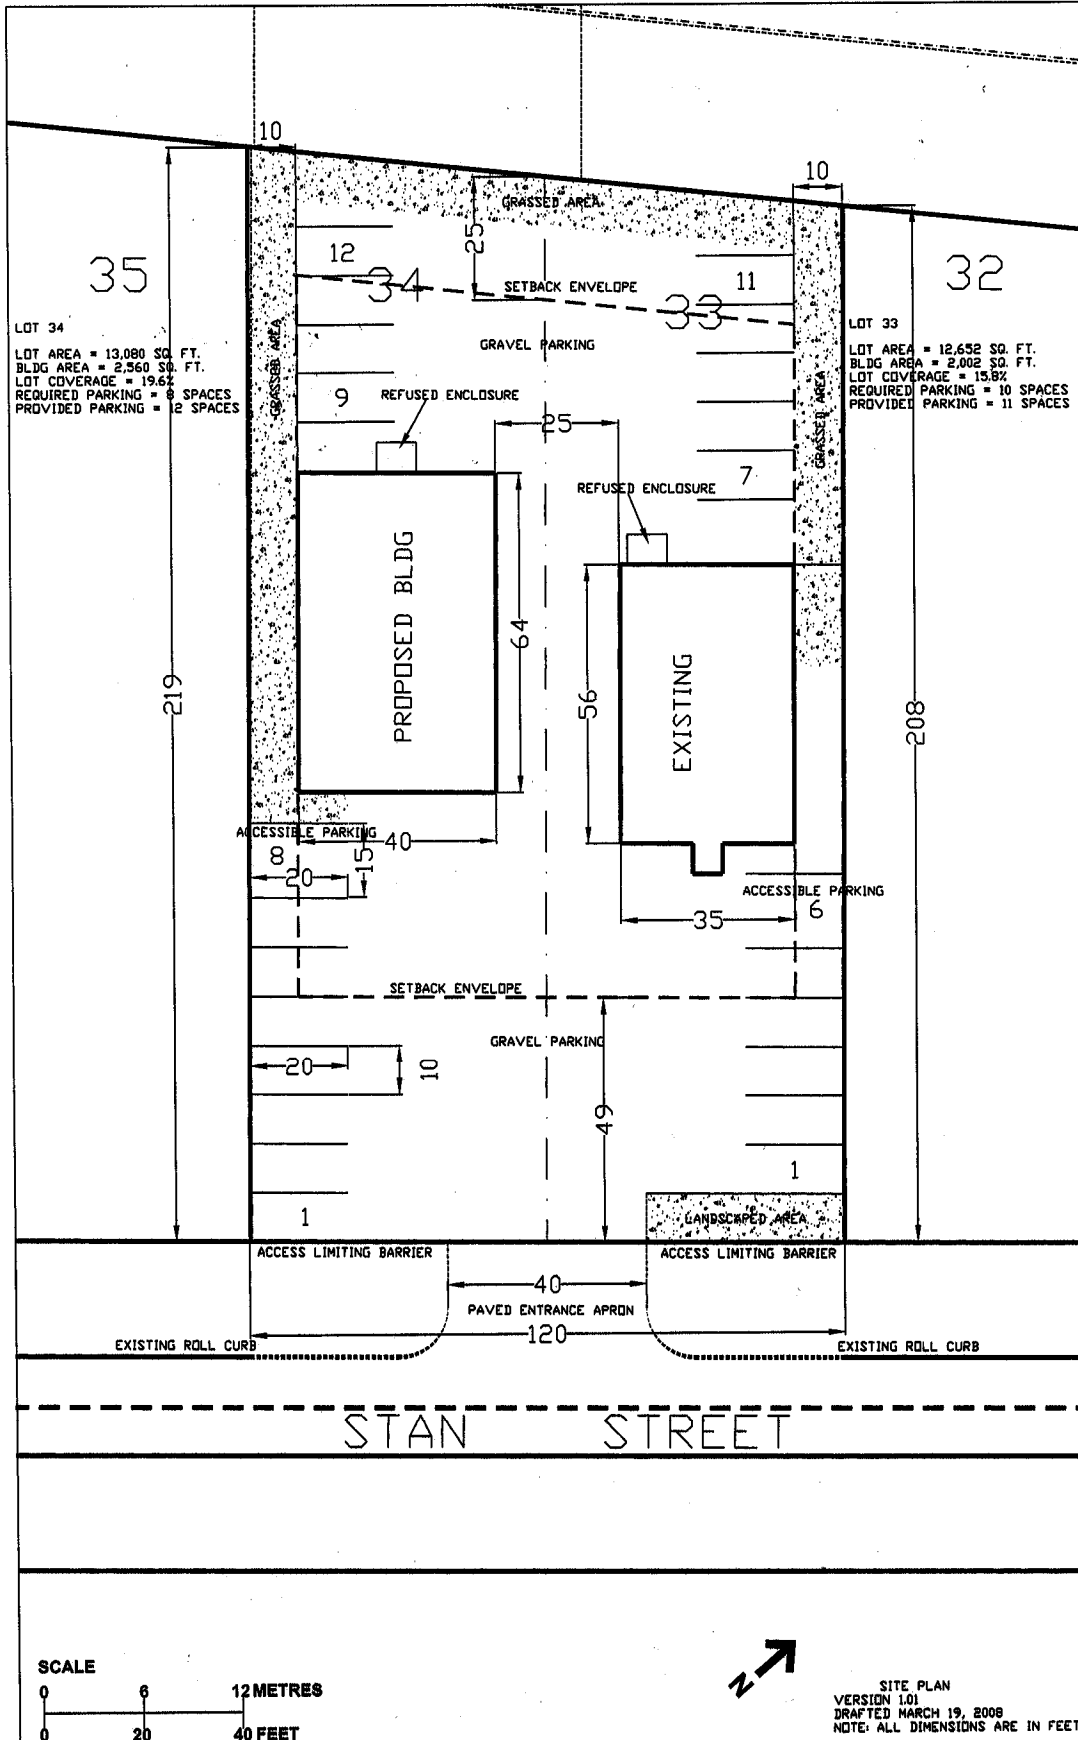 10
10
GRASSED AREA
25
12
34
35
32
11
SETBACK ENVELOPE
33
LOT 34
LOT AREA = 13,080 SQ. FT.
BLDG AREA = 2,560 SQ. FT.
LOT COVERAGE = 19.6%
REQUIRED PARKING = 8 SPACES
PROVIDED PARKING = 12 SPACES
LOT 33
LOT AREA = 12,652 SQ. FT.
BLDG AREA = 2,002 SQ. FT.
LOT COVERAGE = 15.8%
REQUIRED PARKING = 10 SPACES
PROVIDED PARKING = 11 SPACES
GRASSED AREA
GRAVEL PARKING
GRASSED AREA
9
REFUSED ENCLOSURE
25
7
REFUSED ENCLOSURE
PROPOSED BLDG
64
56
EXISTING
219
208
ACCESSIBLE PARKING
40
8
20
15
ACCESSIBLE PARKING
6
35
SETBACK ENVELOPE
GRAVEL PARKING
20
10
49
1
1
LANDSCAPED AREA
ACCESS LIMITING BARRIER
ACCESS LIMITING BARRIER
40
PAVED ENTRANCE APRON
120
EXISTING ROLL CURB
EXISTING ROLL CURB
STAN STREET
SCALE
0 6 12 METRES
0 20 40 FEET
N
SITE PLAN
VERSION 1.01
DRAFTED MARCH 19, 2008
NOTE: ALL DIMENSIONS ARE IN FEET